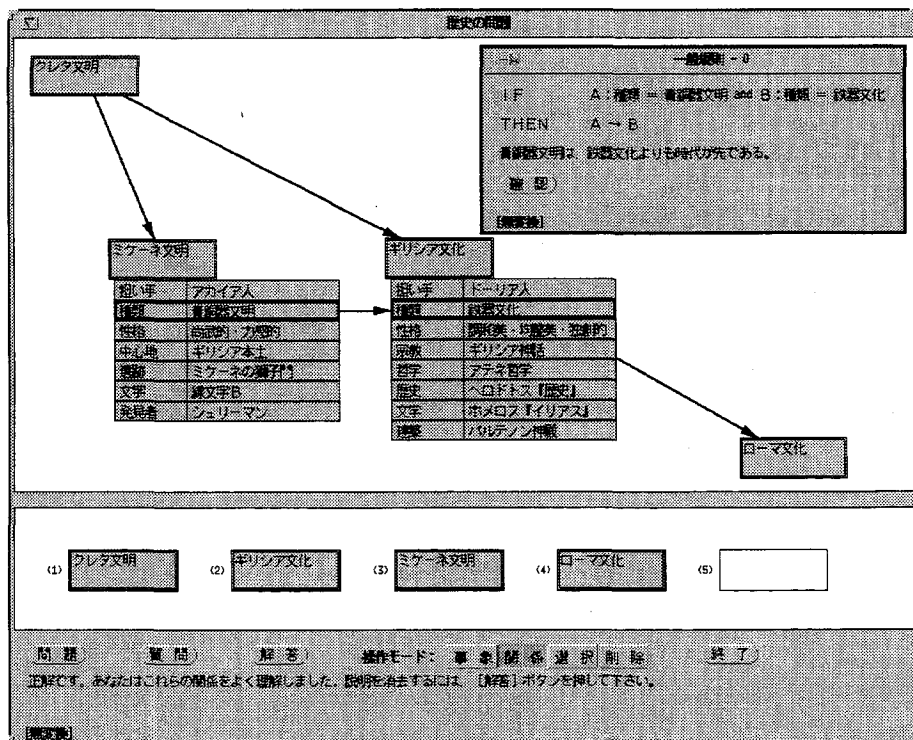 歴史の問題
クレタ文明
一般規則 - 0
IF A:種類 = 青銅器文明 and B:種類 = 鉄器文化
THEN A → B
青銅器文明は、鉄器文化よりも時代が先である。
確認
[無変換]
ミケーネ文明
担い手 アカイア人
種類 青銅器文明
性格 尚武的・力感的
中心地 ギリシア本土
遺跡 ミケーネの獅子門
文字 線文字B
発見者 シュリーマン
ギリシア文化
担い手 ドーリア人
種類 鉄器文化
性格 調和美・均整美・独創的
宗教 ギリシア神話
哲学 アテネ哲学
歴史 ヘロドトス『歴史』
文学 ホメロス『イリアス』
建築 パルテノン神殿
ローマ文化
(1) クレタ文明 (2) ギリシア文化 (3) ミケーネ文明 (4) ローマ文化 (5)
問題 質問 解答 操作モード: 事象 関係 選択 削除 終了
正解です。あなたはこれらの関係をよく理解しました。説明を消去するには、[解答]ボタンを押して下さい。
[無変換]